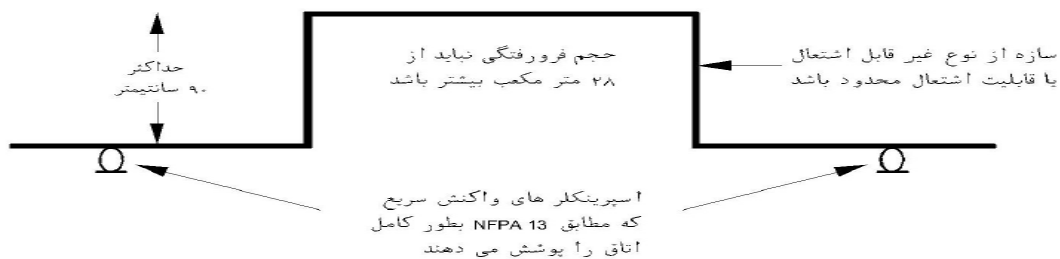 حداکثر
۹۰ سانتیمتر
حجم فرورفتگی نباید از
۲۸ متر مکعب بیشتر باشد
سازه از نوع غیر قابل اشتعال
یا قابلیت اشتعال محدود باشد
اسپرینکلر های واکنش سریع
که مطابق NFPA 13 بطور کامل
اتاق را پوشش می دهند